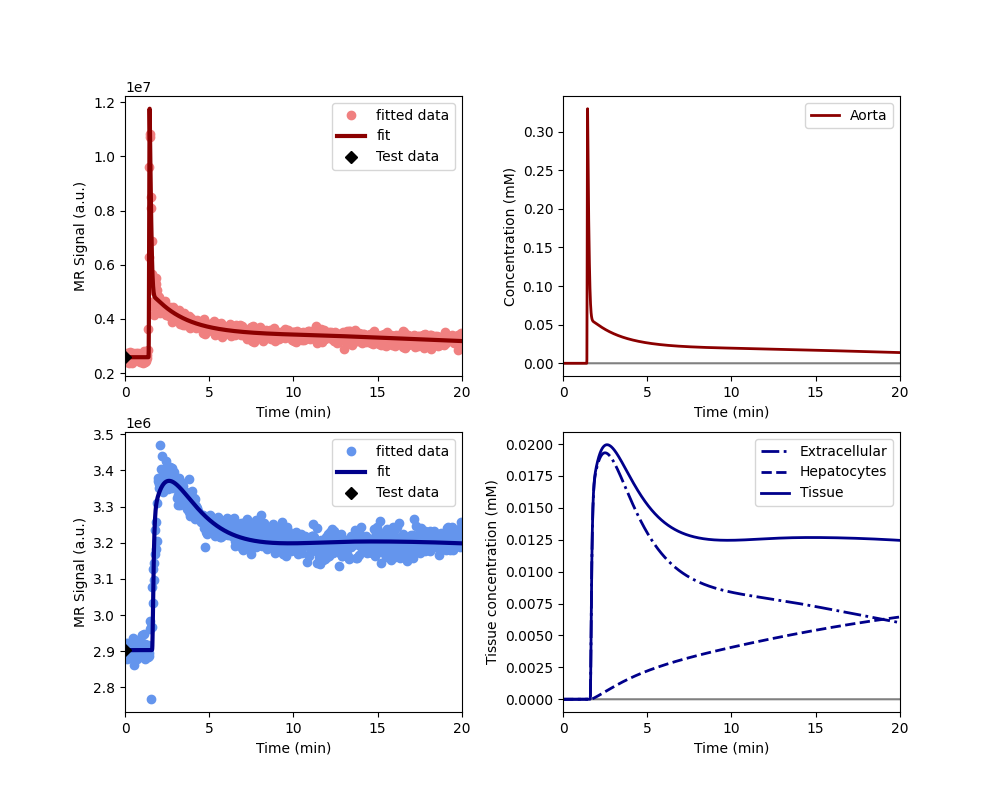 1e7
MR Signal (a.u.)
1.2
1.0
0.8
0.6
0.4
0.2
0 5 10 15 20
Time (min)
fitted data
fit
Test data
Concentration (mM)
0.30
0.25
0.20
0.15
0.10
0.05
0.00
0 5 10 15 20
Time (min)
Aorta
1e6
MR Signal (a.u.)
3.5
3.4
3.3
3.2
3.1
3.0
2.9
2.8
0 5 10 15 20
Time (min)
fitted data
fit
Test data
Tissue concentration (mM)
0.0200
0.0175
0.0150
0.0125
0.0100
0.0075
0.0050
0.0025
0.0000
0 5 10 15 20
Time (min)
Extracellular
Hepatocytes
Tissue